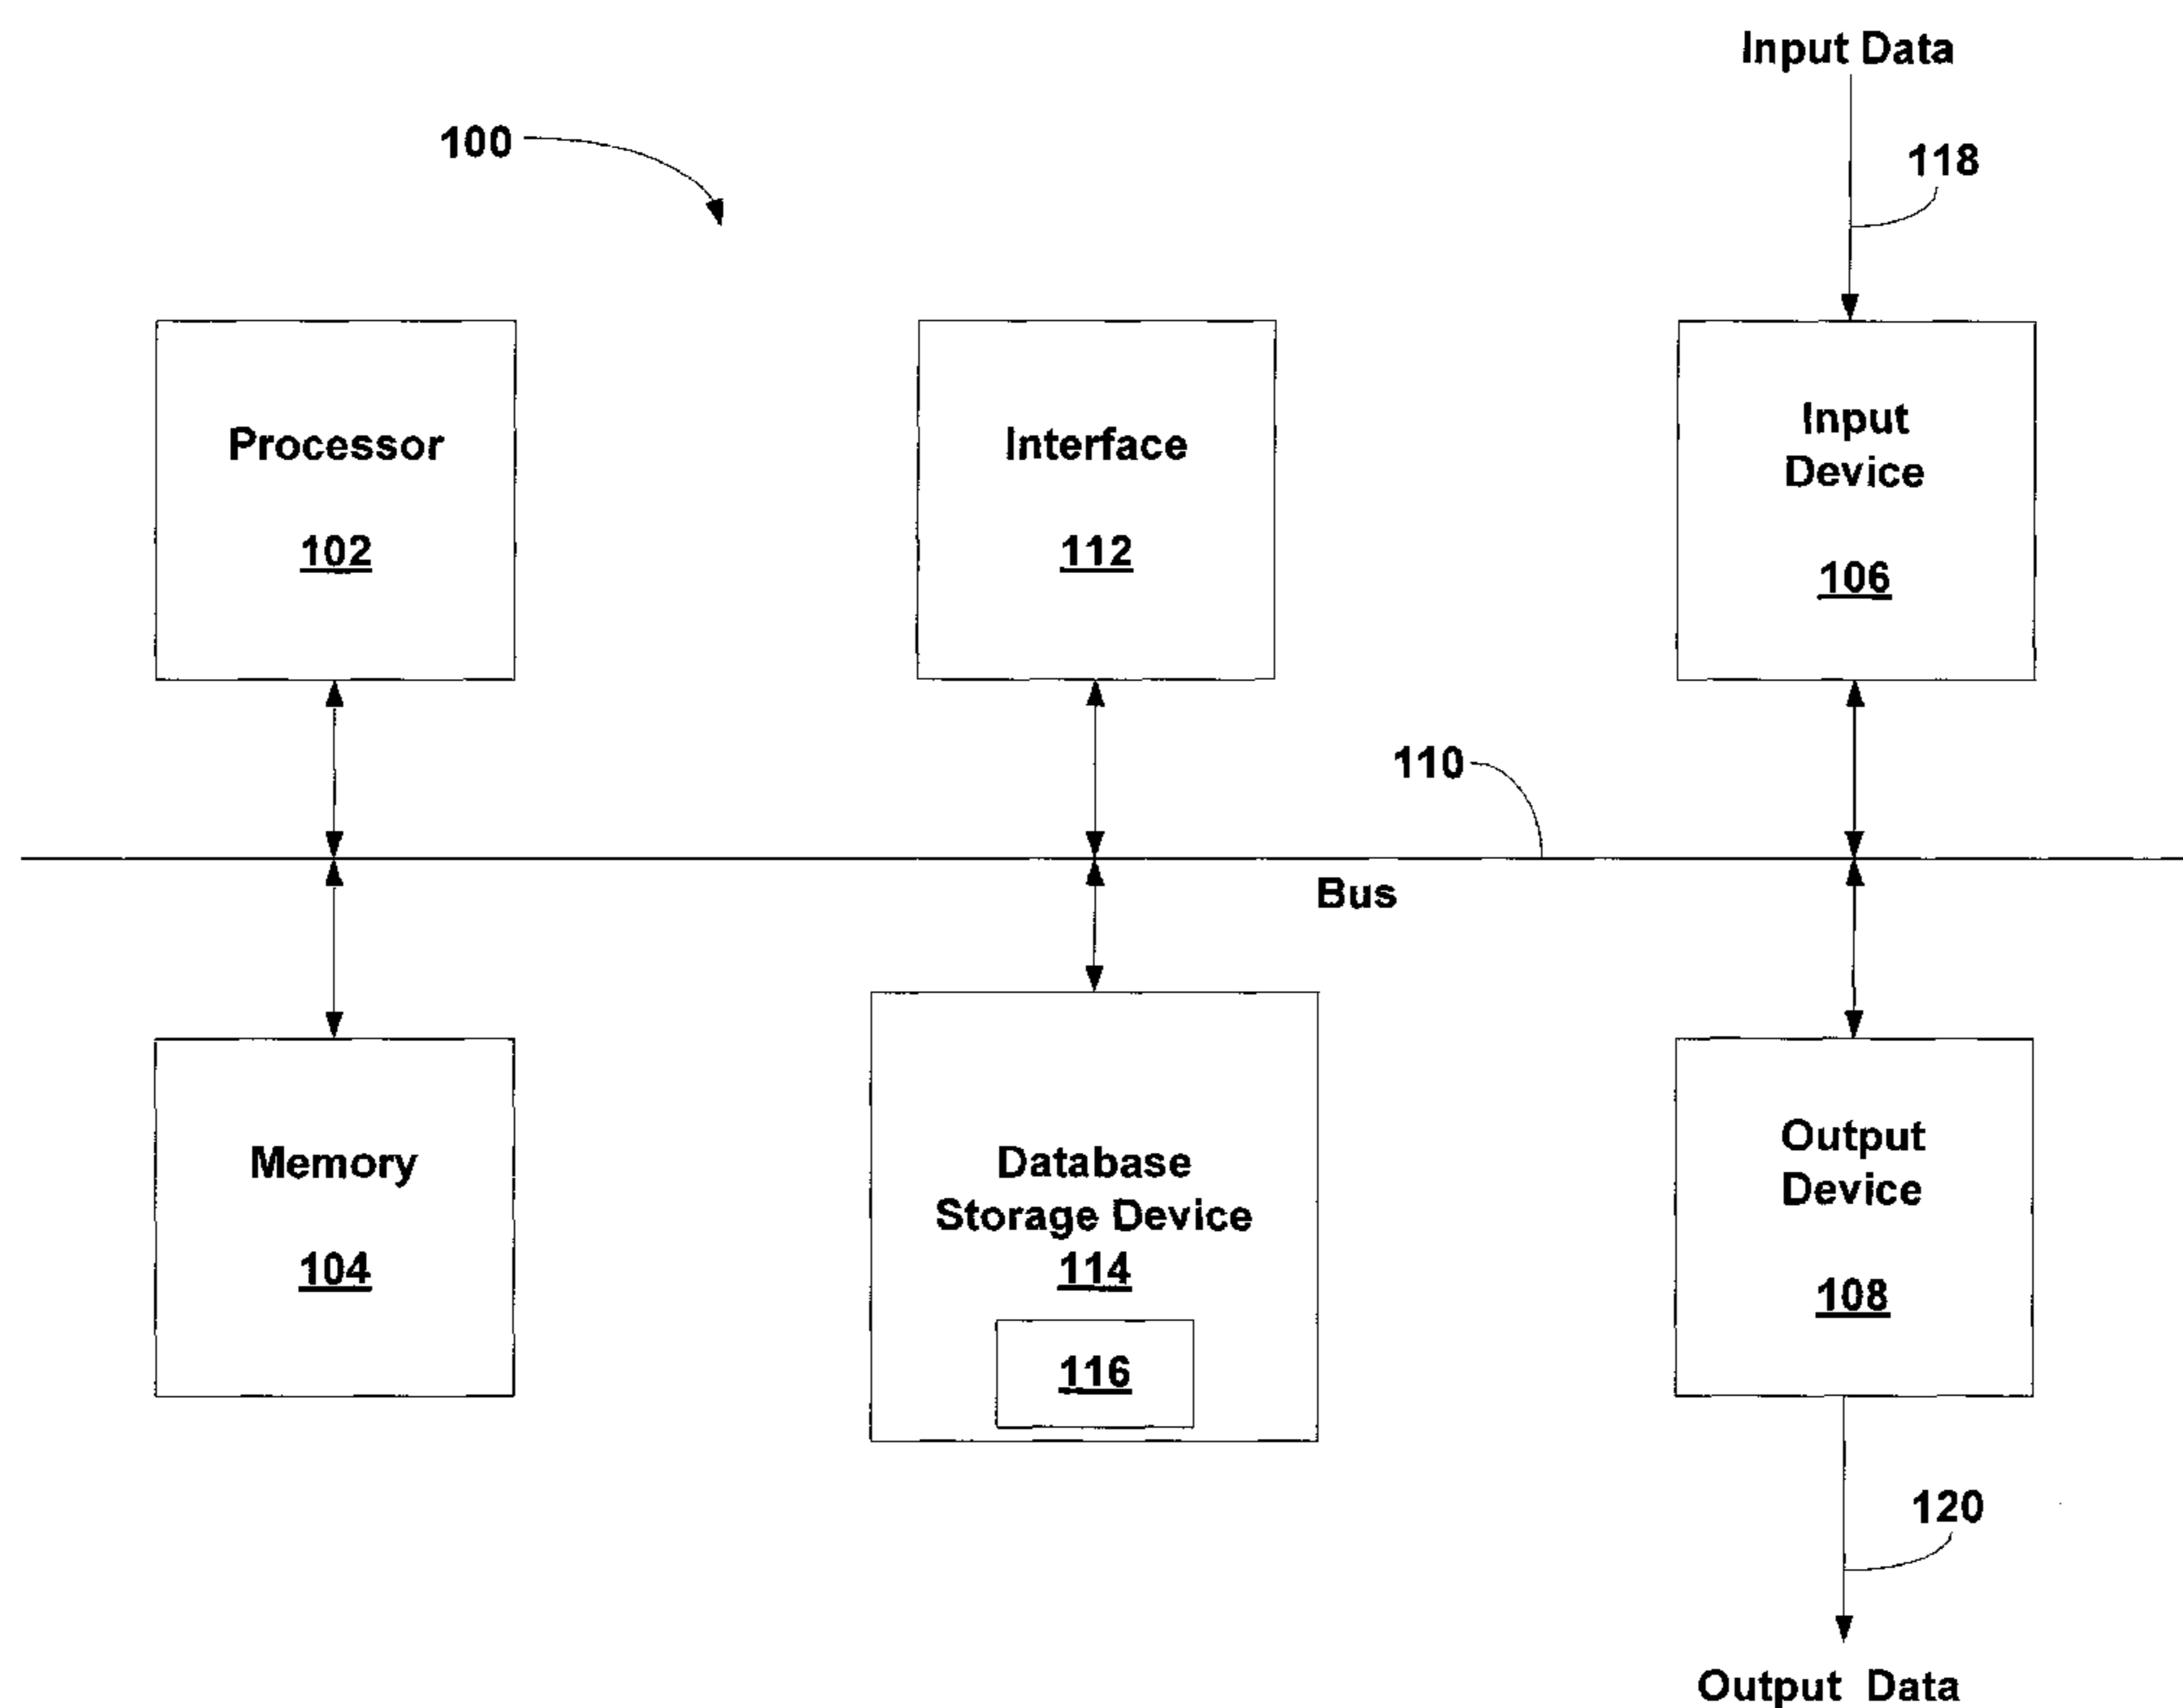 Input Data
100
118
Processor
102
Interface
112
Input
Device
106
110
Bus
Memory
104
Database
Storage Device
114
116
Output
Device
108
120
Output Data